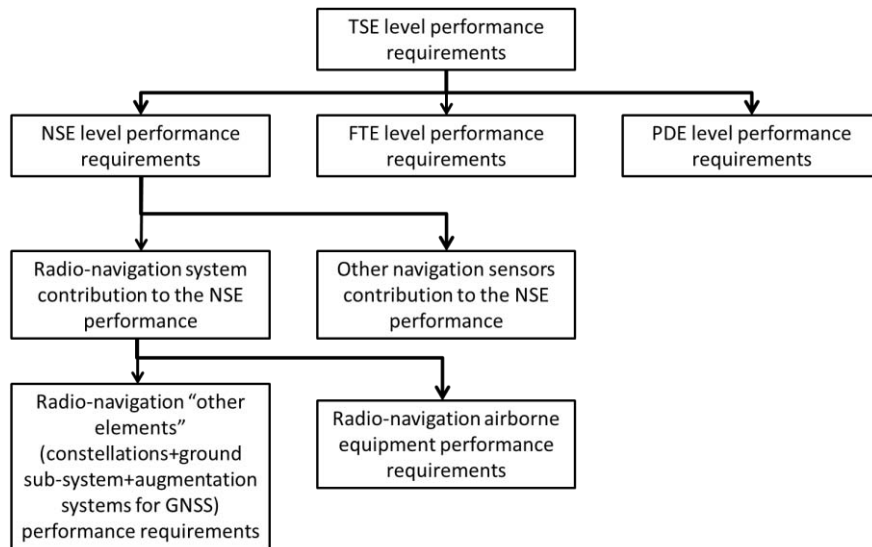 TSE level performance
requirements
NSE level performance
requirements
FTE level performance
requirements
PDE level performance
requirements
Radio-navigation system
contribution to the NSE
performance
Other navigation sensors
contribution to the NSE
performance
Radio-navigation “other
elements”
(constellations+ground
sub-system+augmentation
systems for GNSS)
performance requirements
Radio-navigation airborne
equipment performance
requirements